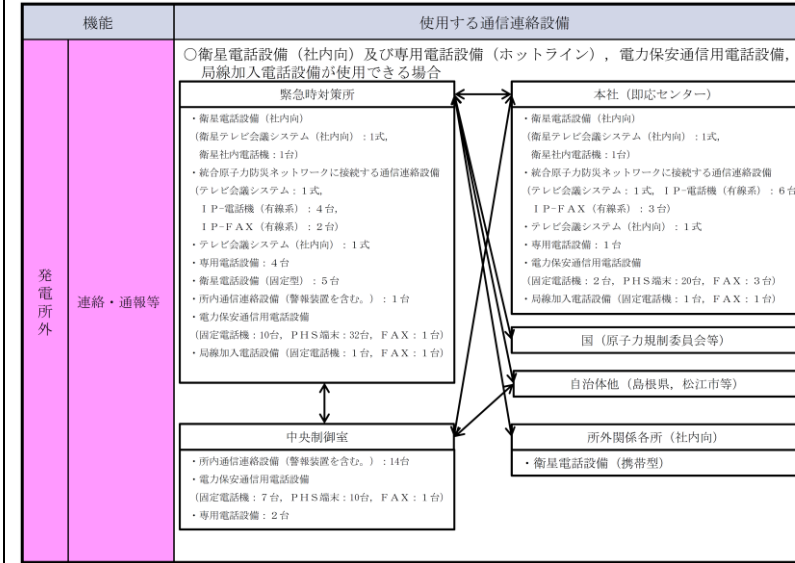 機能
使用する通信連絡設備
発電所外
連絡・通報等
○衛星電話設備（社内向）及び専用電話設備（ホットライン），電力保安通信用電話設備，
局線加入電話設備が使用できる場合
緊急時対策所
・衛星電話設備（社内向）
（衛星テレビ会議システム（社内向）：1式，
衛星社内電話機：1台）
・統合原子力防災ネットワークに接続する通信連絡設備
（テレビ会議システム：１式，
ＩＰ－電話機（有線系）：４台，
ＩＰ－ＦＡＸ（有線系）：２台）
・テレビ会議システム（社内向）：１式
・専用電話設備：４台
・衛星電話設備（固定型）：５台
・所内通信連絡設備（警報装置を含む。）：１台
・電力保安通信用電話設備
（固定電話機：10台，ＰＨＳ端末：32台，ＦＡＸ：１台）
・局線加入電話設備（固定電話機：１台，ＦＡＸ：１台）
中央制御室
・所内通信連絡設備（警報装置を含む。）：14台
・電力保安通信用電話設備
（固定電話機：７台，ＰＨＳ端末：10台，ＦＡＸ：１台）
・専用電話設備：２台
本社（即応センター）
・衛星電話設備（社内向）
（衛星テレビ会議システム（社内向）：1式，
衛星社内電話機：1台）
・統合原子力防災ネットワークに接続する通信連絡設備
（テレビ会議システム：１式，ＩＰ－電話機（有線系）：６台
ＩＰ－ＦＡＸ（有線系）：３台）
・テレビ会議システム（社内向）：１式
・専用電話設備：１台
・電力保安通信用電話設備
（固定電話機：２台，ＰＨＳ端末：20台，ＦＡＸ：３台）
・局線加入電話設備（固定電話機：１台，ＦＡＸ：１台）
国（原子力規制委員会等）
自治体他（島根県，松江市等）
所外関係各所（社内向）
・衛星電話設備（携帯型）